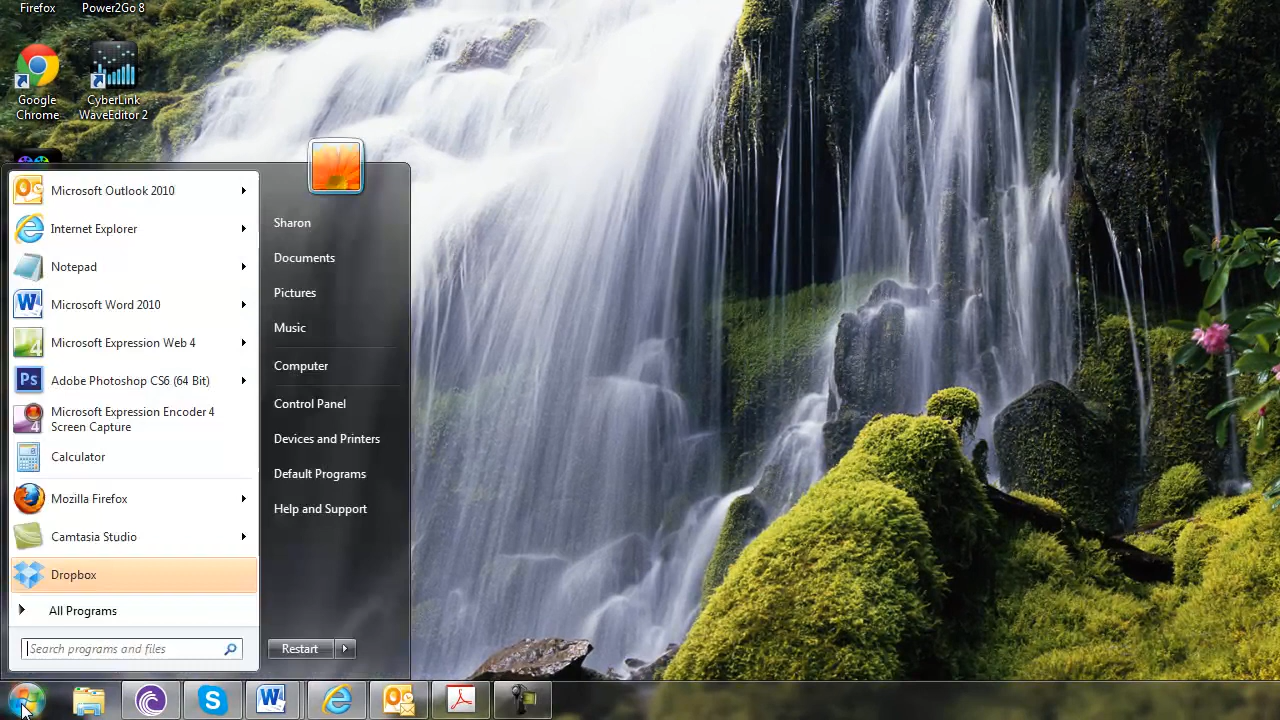 Firefox
Power2Go 8
Google
Chrome
CyberLink
WaveEditor 2
Microsoft Outlook 2010
Internet Explorer
Notepad
Microsoft Word 2010
Microsoft Expression Web 4
Adobe Photoshop CS6 (64 Bit)
Microsoft Expression Encoder 4
Screen Capture
Calculator
Mozilla Firefox
Camtasia Studio
Dropbox
All Programs
Search programs and files
Sharon
Documents
Pictures
Music
Computer
Control Panel
Devices and Printers
Default Programs
Help and Support
Restart